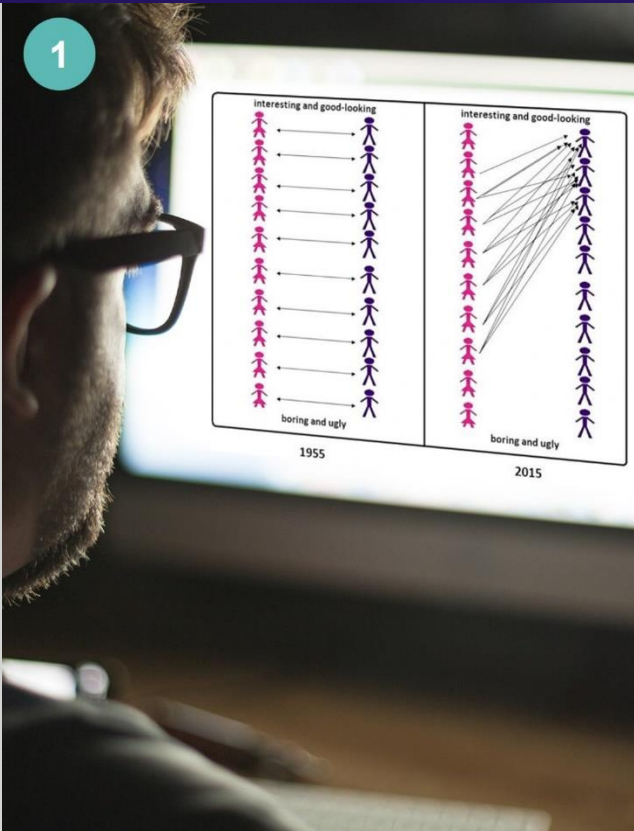 1
interesting and good-looking
boring and ugly
1955
interesting and good-looking
boring and ugly
2015